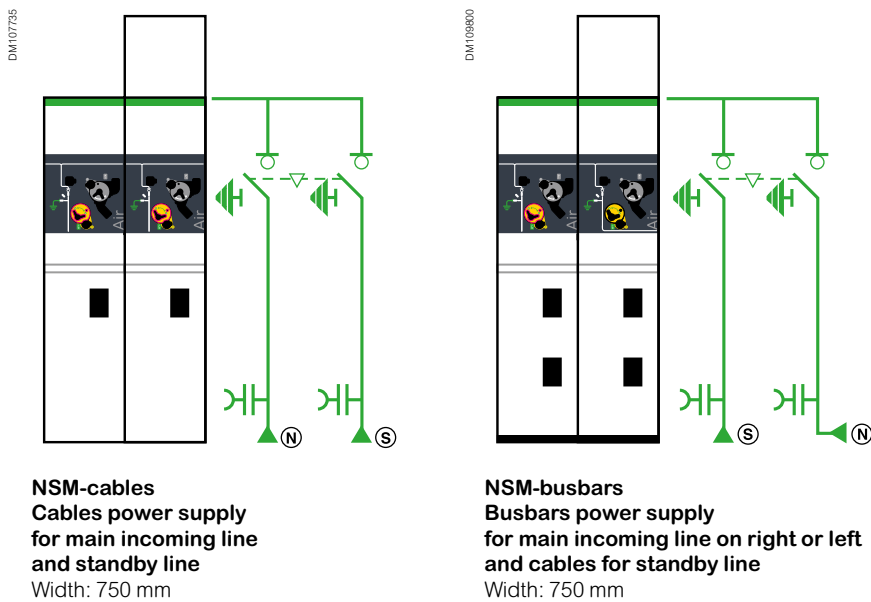 DM107735
DM109800
Air
Air
Air
Air
N
S
S
N
NSM-cables
Cables power supply
for main incoming line
and standby line
Width: 750 mm
NSM-busbars
Busbars power supply
for main incoming line on right or left
and cables for standby line
Width: 750 mm